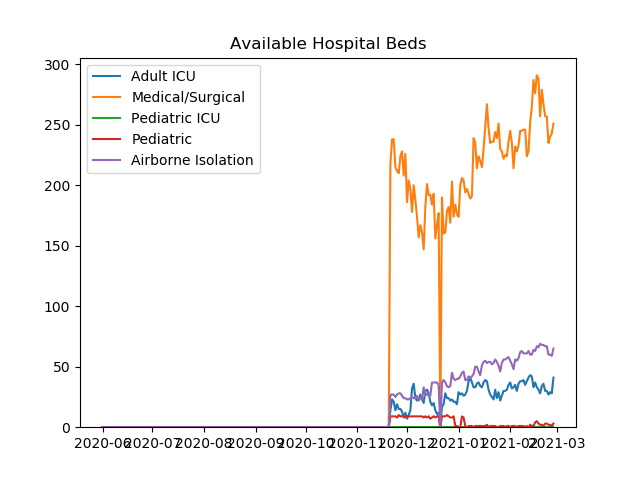 Available Hospital Beds
300
250
200
150
100
50
0
Adult ICU
Medical/Surgical
Pediatric ICU
Pediatric
Airborne Isolation
2020-06 2020-07 2020-08 2020-09 2020-10 2020-11 2020-12 2021-01 2021-02 2021-03